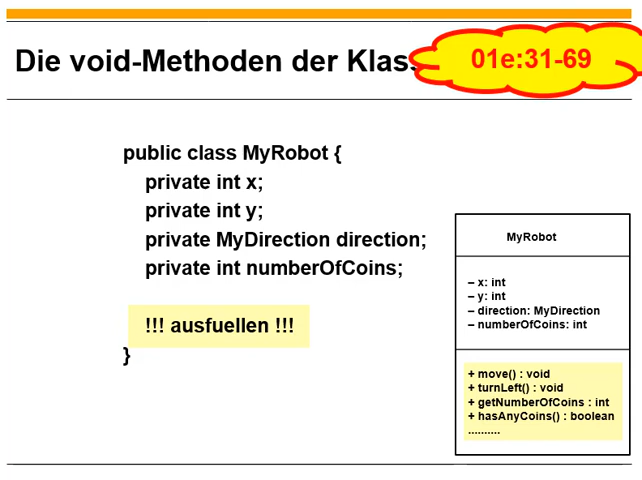 Die void-Methoden der Klass
01e:31-69
public class MyRobot {
private int x;
private int y;
private MyDirection direction;
private int numberOfCoins;
!!! ausfuellen !!!
}
MyRobot
– x: int
– y: int
– direction: MyDirection
– numberOfCoins: int
+ move() : void
+ turnLeft() : void
+ getNumberOfCoins : int
+ hasAnyCoins() : boolean
..........